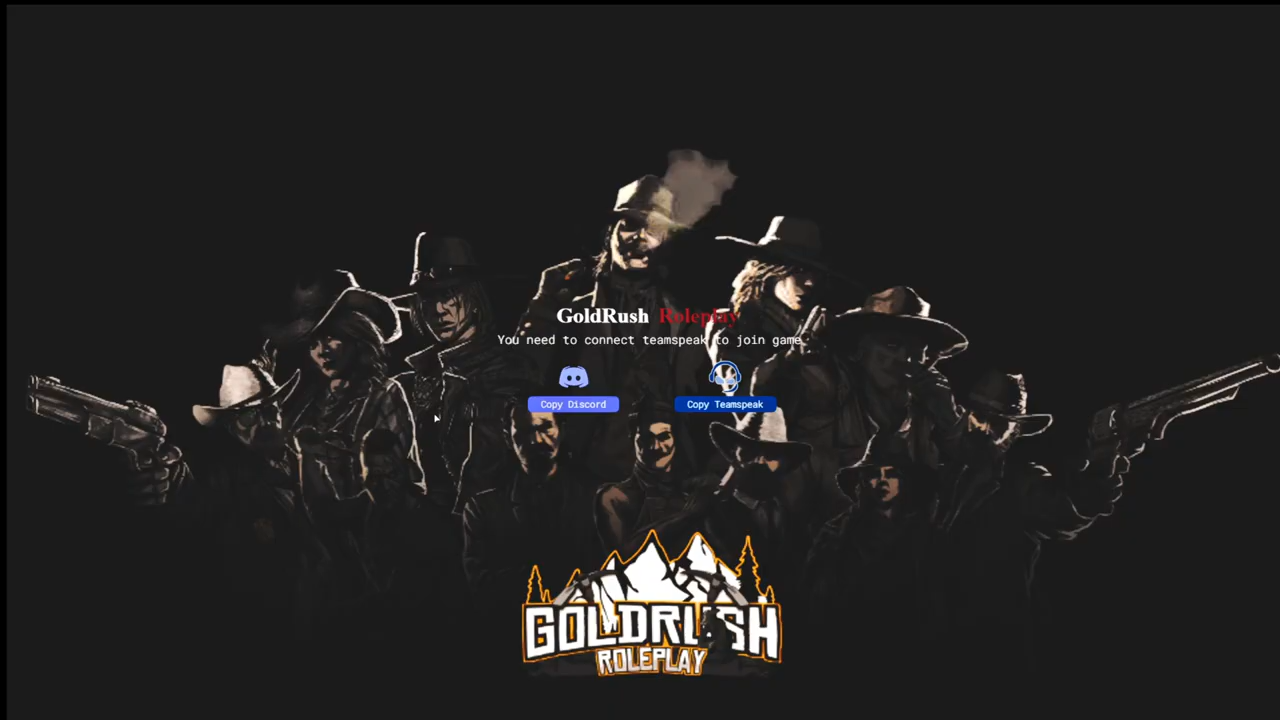 GoldRush Roleplay
You need to connect teamspeak to join game
Copy Discord
Copy Teamspeak
GOLDRUSH
ROLEPLAY